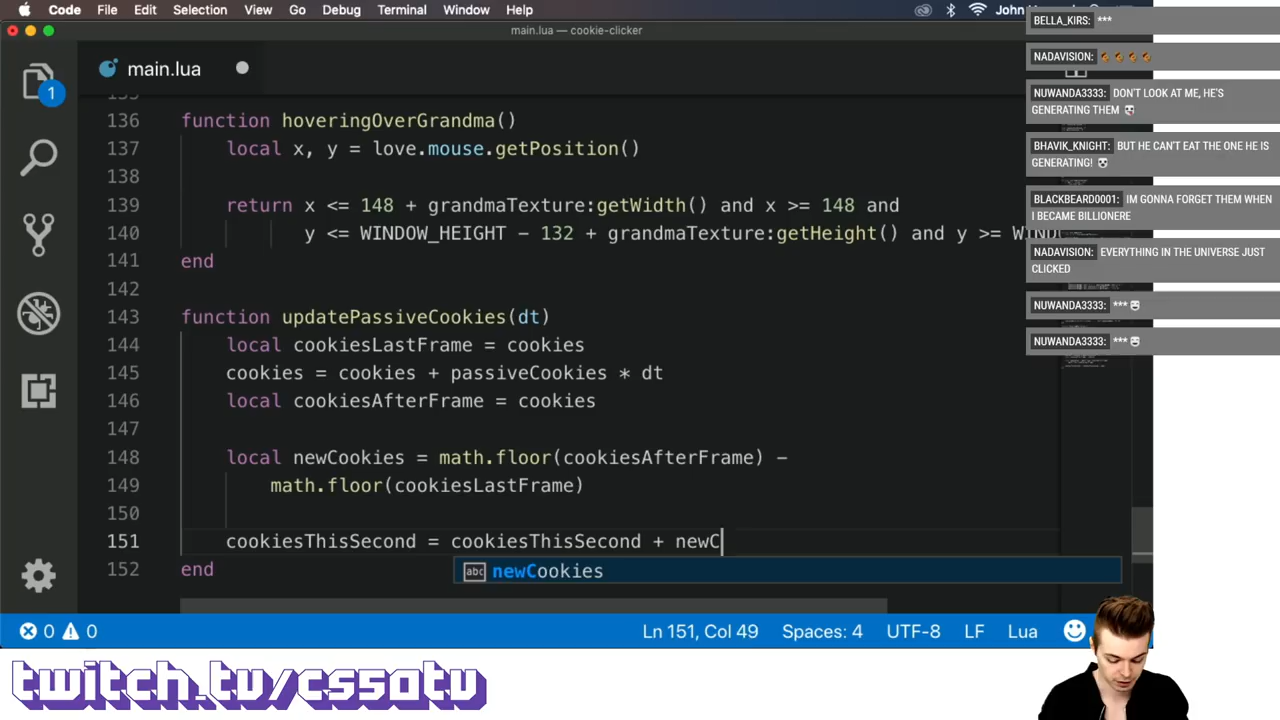 Code File Edit Selection View Go Debug Terminal Window Help
main.lua — cookie-clicker
main.lua
1
136 function hoveringOverGrandma()
137 local x, y = love.mouse.getPosition()
138
139 return x <= 148 + grandmaTexture:getWidth() and x >= 148 and
140 y <= WINDOW_HEIGHT - 132 + grandmaTexture:getHeight() and y >=
141 end
142
143 function updatePassiveCookies(dt)
144 local cookiesLastFrame = cookies
145 cookies = cookies + passiveCookies * dt
146 local cookiesAfterFrame = cookies
147
148 local newCookies = math.floor(cookiesAfterFrame) -
149 math.floor(cookiesLastFrame)
150
151 cookiesThisSecond = cookiesThisSecond + newC
abc newCookies
152 end
0 0 Ln 151, Col 49 Spaces: 4 UTF-8 LF Lua
twitch.tv/cs50tv
BELLA_KIRS: ***
NADAVISION:
NUWANDA3333: DON'T LOOK AT ME, HE'S
GENERATING THEM
BHAVIK_KNIGHT: BUT HE CAN'T EAT THE ONE HE IS
GENERATING!
BLACKBEARD0001: IM GONNA FORGET THEM WHEN
I BECAME BILLIONERE
NADAVISION: EVERYTHING IN THE UNIVERSE JUST
CLICKED
NUWANDA3333: ***
NUWANDA3333: ***